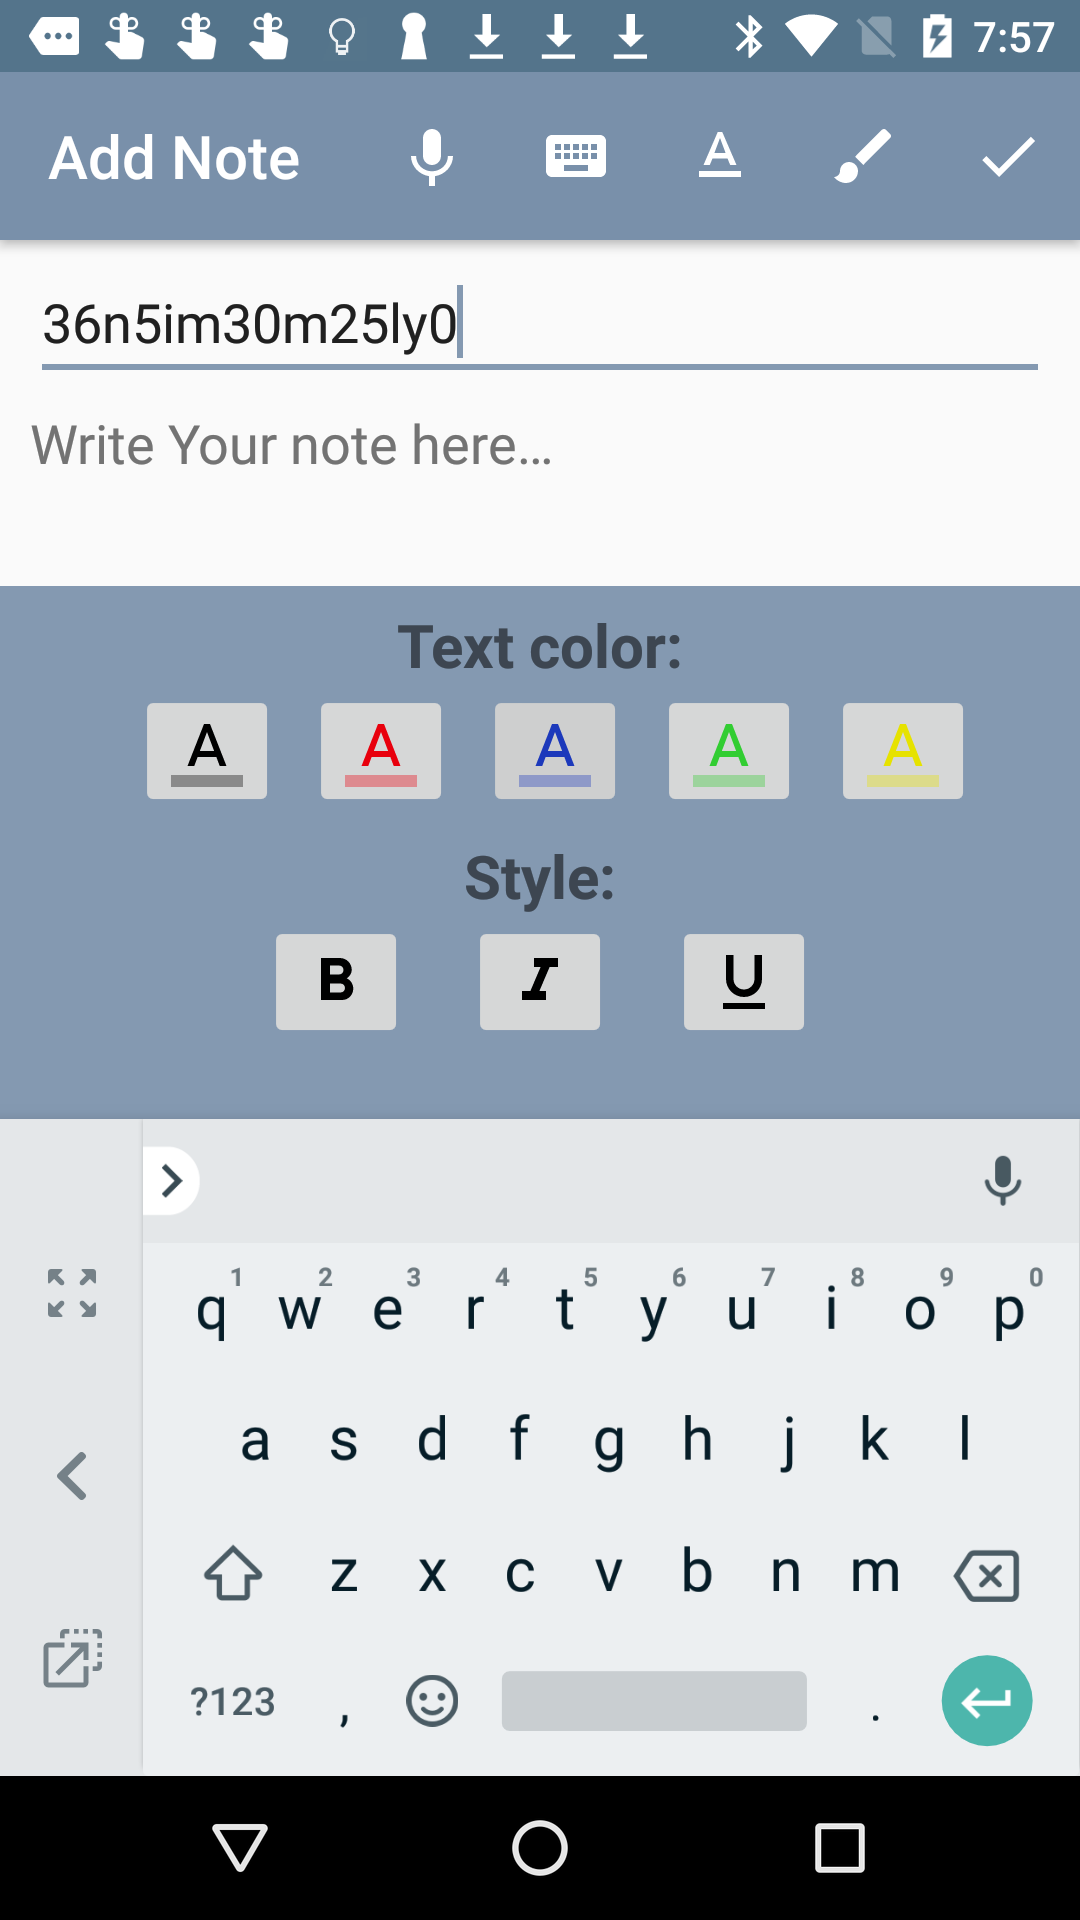 7:57
Add Note
A
36n5im30m25ly0
Write Your note here...
Text color:
A A A A A
Style:
B I U
1 2 3 4 5 6 7 8 9 0
q w e r t y u i o p
a s d f g h j k l
z x c v b n m
?123 , .